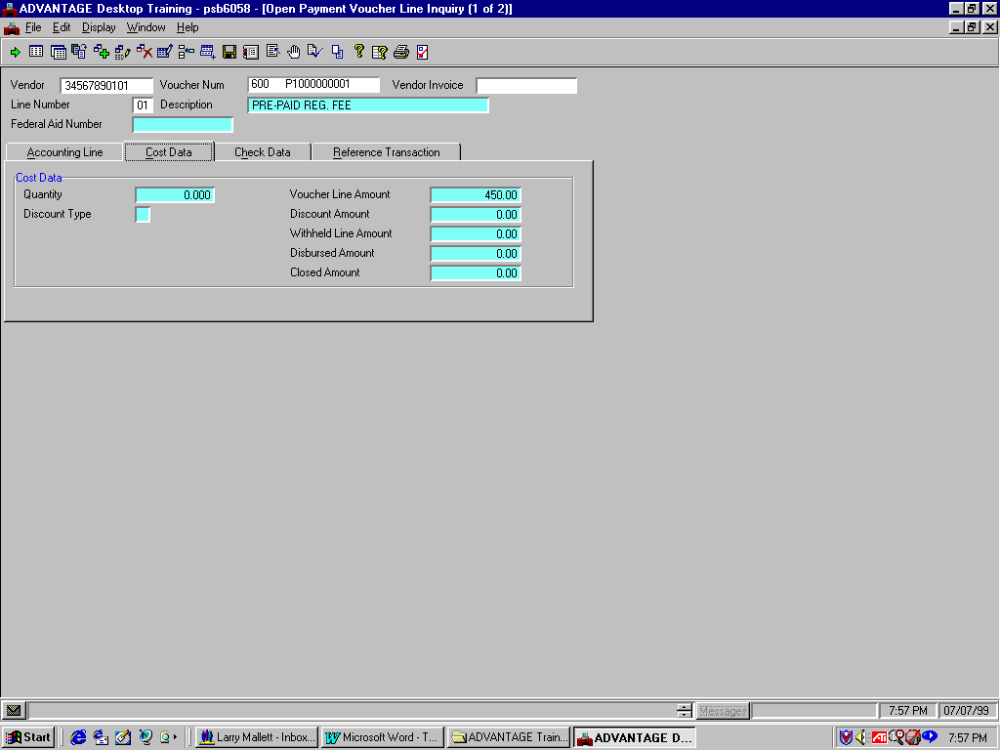 ADVANTAGE Desktop Training - psb6058 - [Open Payment Voucher Line Inquiry (1 of 2)]
File Edit Display Window Help
Vendor 34567890101 Voucher Num 600 P1000000001 Vendor Invoice
Line Number 01 Description PRE-PAID REG. FEE
Federal Aid Number
Accounting Line Cost Data Check Data Reference Transaction
Cost Data
Quantity 0.000 Voucher Line Amount 450.00
Discount Type Discount Amount 0.00
Withheld Line Amount 0.00
Disbursed Amount 0.00
Closed Amount 0.00
Messages 7:57 PM 07/07/99
Start Larry Mallett - Inbox... Microsoft Word - T... ADVANTAGE Train... ADVANTAGE D... 7:57 PM